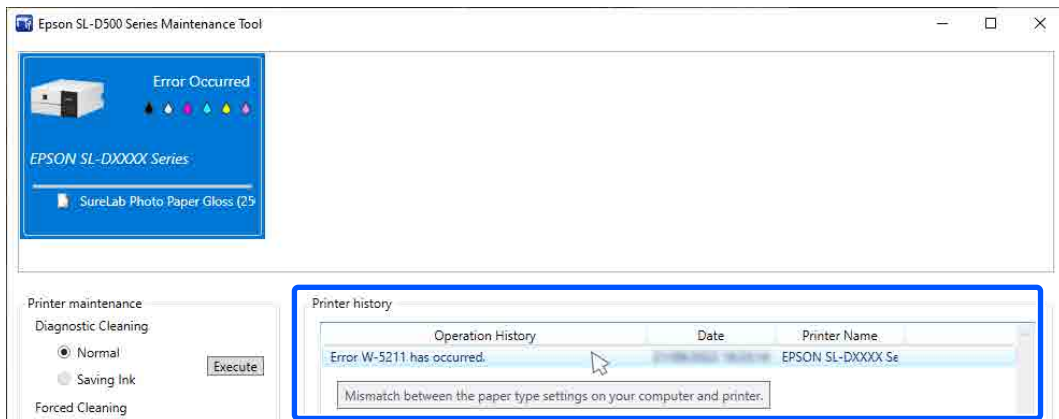 Epson SL-D500 Series Maintenance Tool
Error Occurred
EPSON SL-DXXXX Series
SureLab Photo Paper Gloss (25
Printer maintenance
Diagnostic Cleaning
Normal
Saving Ink
Execute
Forced Cleaning
Printer history
Operation History Date Printer Name
Error W-5211 has occurred. EPSON SL-DXXXX Se
Mismatch between the paper type settings on your computer and printer.